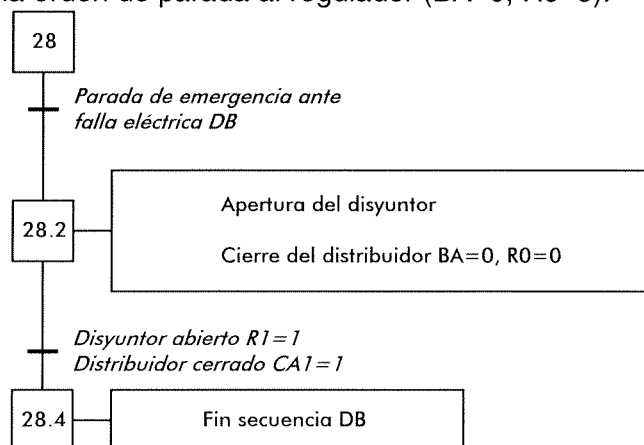 la orden de parada al regulador (BA=0, R0=0).
28
Parada de emergencia ante
falla eléctrica DB
28.2
Apertura del disyuntor
Cierre del distribuidor BA=0, R0=0
Disyuntor abierto R1=1
Distribuidor cerrado CA1=1
28.4
Fin secuencia DB